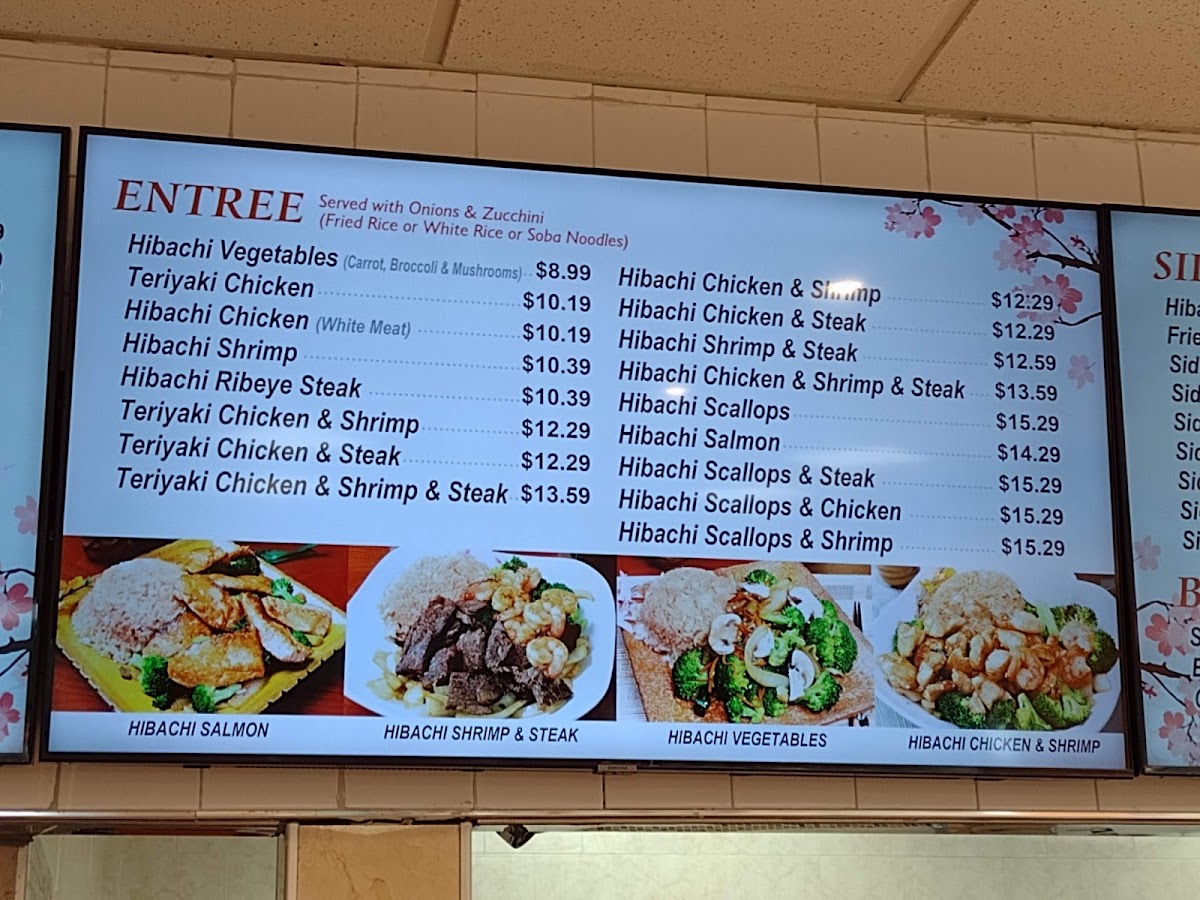 ENTREE Served with Onions & Zucchini
(Fried Rice or White Rice or Soba Noodles)
Hibachi Vegetables (Carrot, Broccoli & Mushrooms) $8.99
Teriyaki Chicken $10.19
Hibachi Chicken (White Meat) $10.19
Hibachi Shrimp $10.39
Hibachi Ribeye Steak $10.39
Teriyaki Chicken & Shrimp $12.29
Teriyaki Chicken & Steak $12.29
Teriyaki Chicken & Shrimp & Steak $13.59
Hibachi Chicken & Shrimp $12.29
Hibachi Chicken & Steak $12.29
Hibachi Shrimp & Steak $12.59
Hibachi Chicken & Shrimp & Steak $13.59
Hibachi Scallops $15.29
Hibachi Salmon $14.29
Hibachi Scallops & Steak $15.29
Hibachi Scallops & Chicken $15.29
Hibachi Scallops & Shrimp $15.29
HIBACHI SALMON
HIBACHI SHRIMP & STEAK
HIBACHI VEGETABLES
HIBACHI CHICKEN & SHRIMP